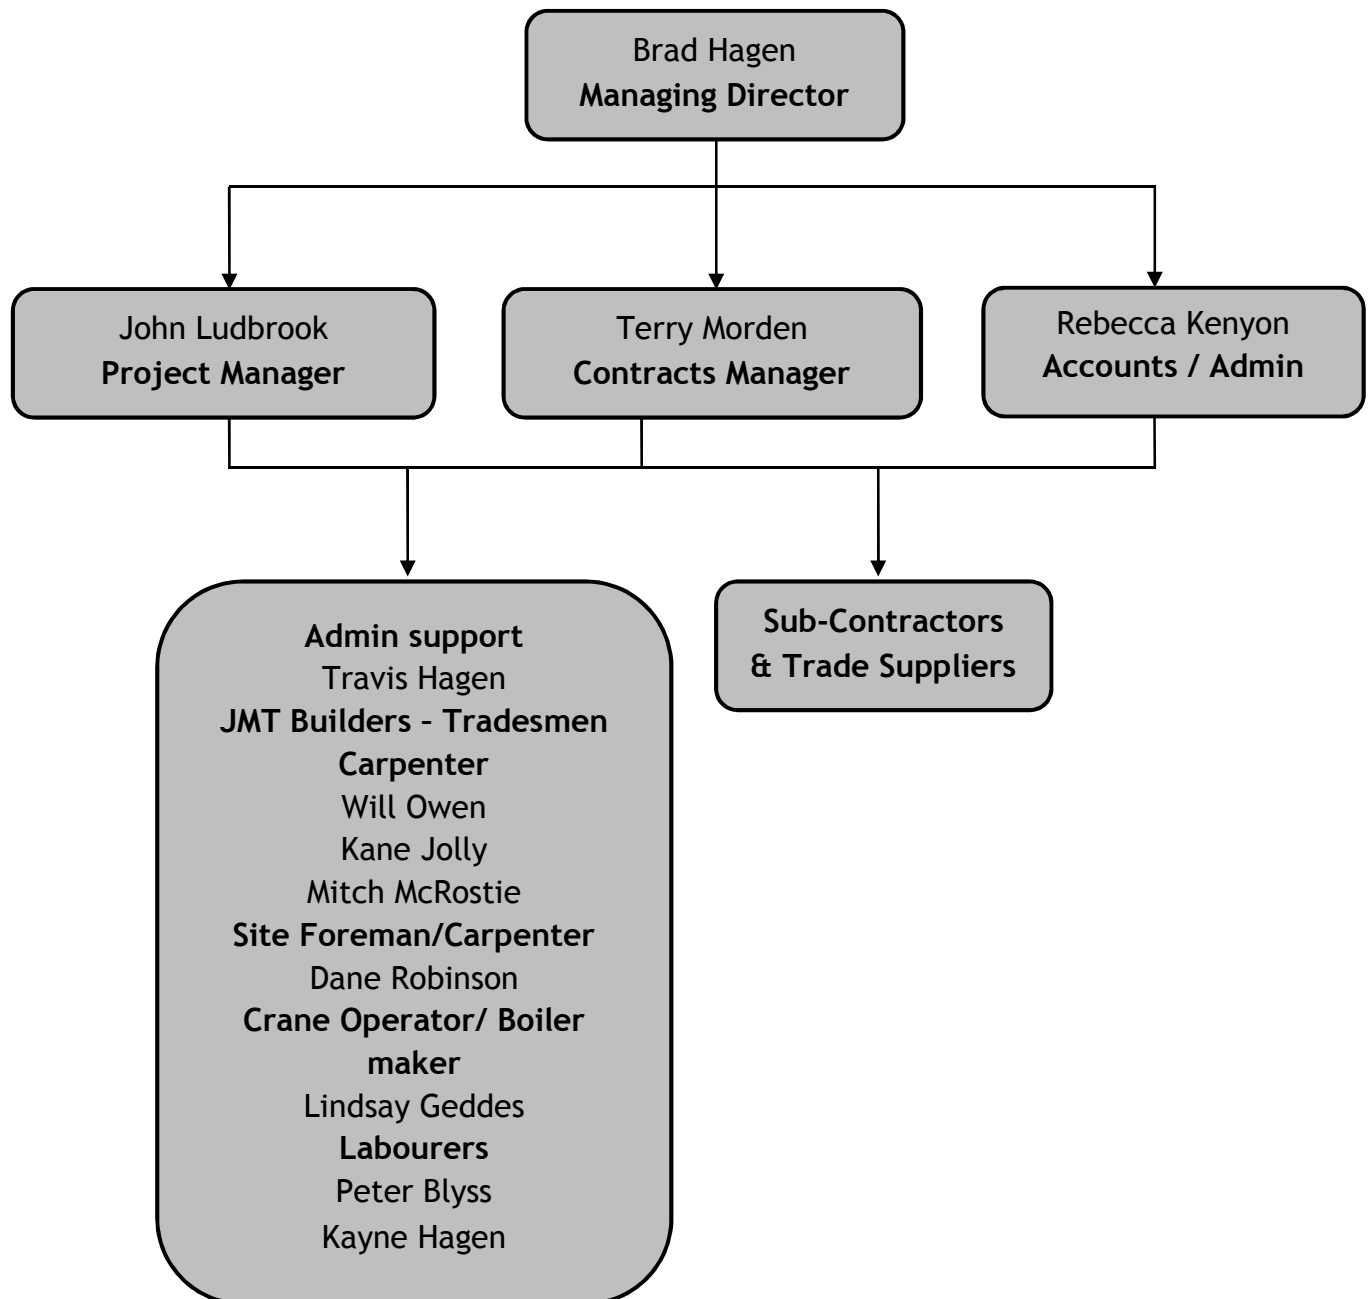 Brad Hagen
Managing Director
John Ludbrook
Project Manager
Terry Morden
Contracts Manager
Rebecca Kenyon
Accounts / Admin
Admin support
Travis Hagen
JMT Builders – Tradesmen
Carpenter
Will Owen
Kane Jolly
Mitch McRostie
Site Foreman/Carpenter
Dane Robinson
Crane Operator/ Boiler
maker
Lindsay Geddes
Labourers
Peter Blyss
Kayne Hagen
Sub-Contractors
& Trade Suppliers